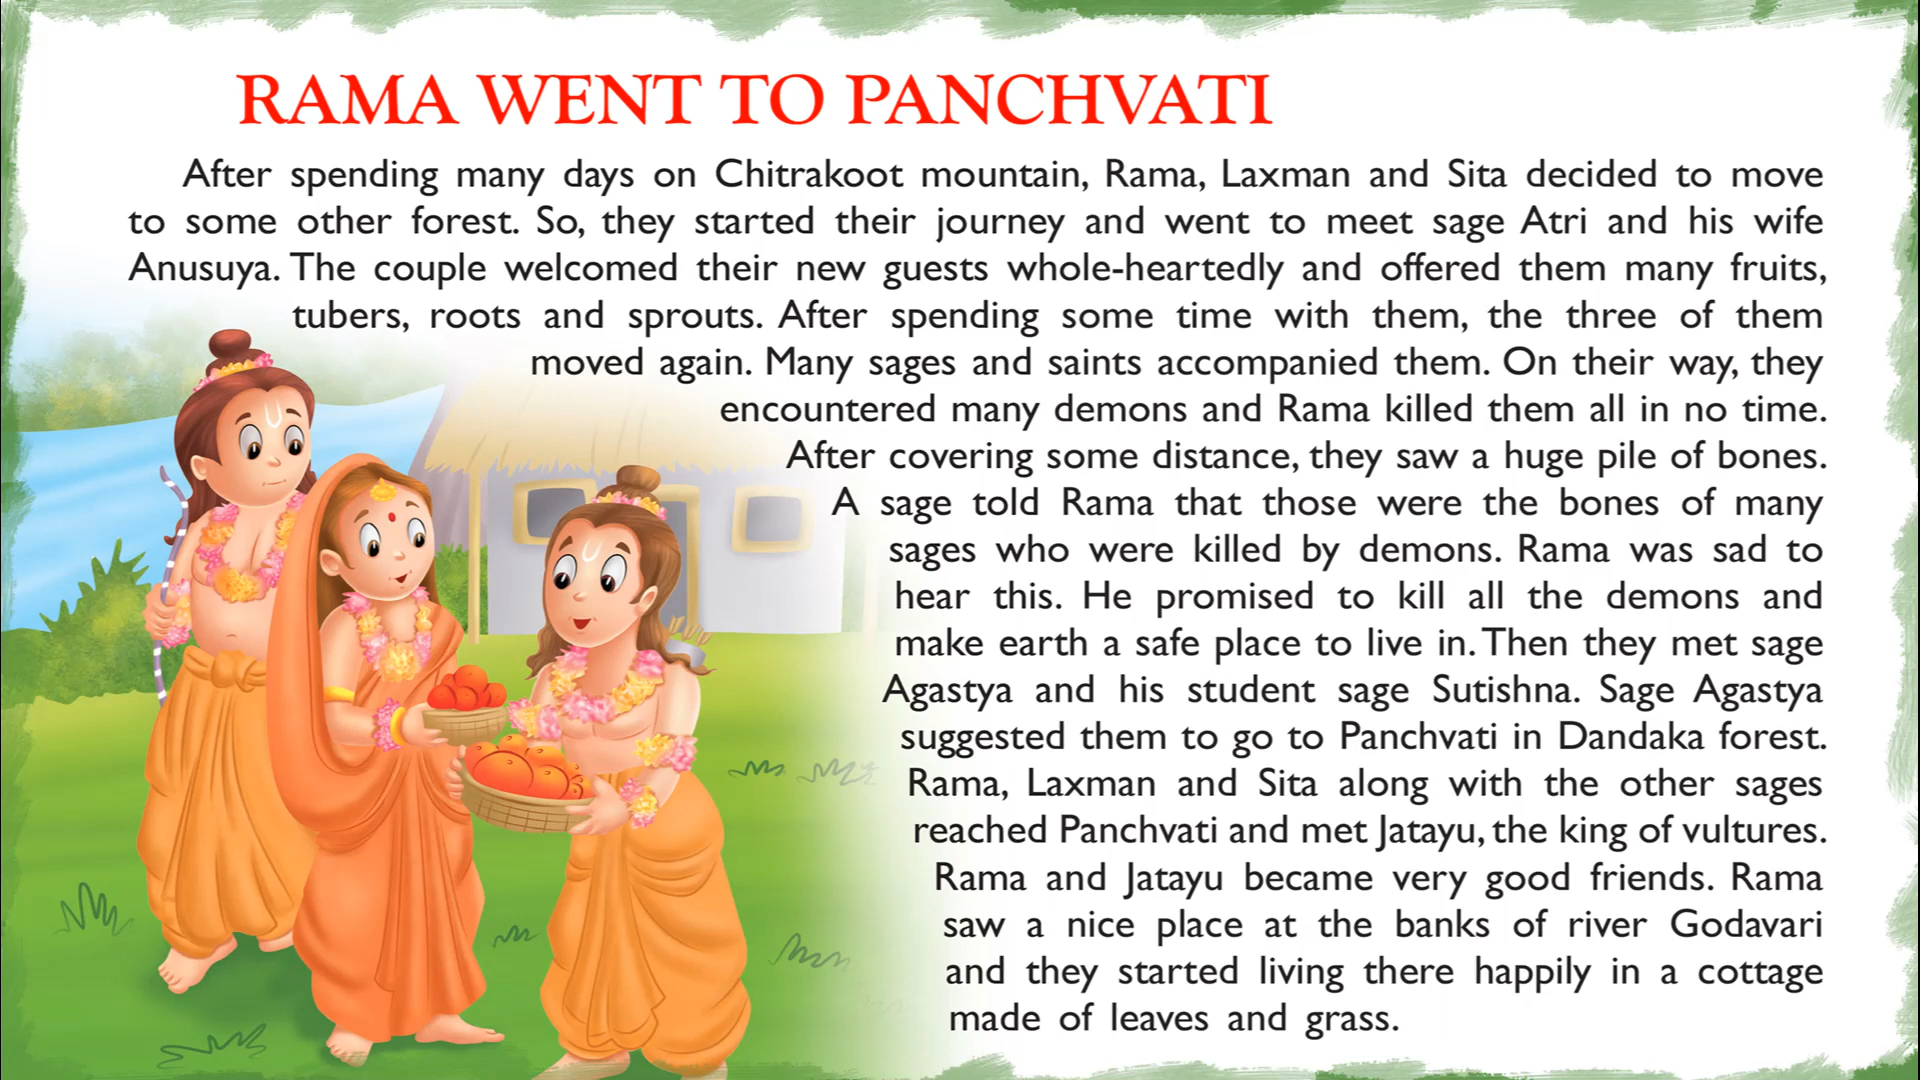 RAMA WENT TO PANCHVATI
After spending many days on Chitrakoot mountain, Rama, Laxman and Sita decided to move
to some other forest. So, they started their journey and went to meet sage Atri and his wife
Anusuya. The couple welcomed their new guests whole-heartedly and offered them many fruits,
tubers, roots and sprouts. After spending some time with them, the three of them
moved again. Many sages and saints accompanied them. On their way, they
encountered many demons and Rama killed them all in no time.
After covering some distance, they saw a huge pile of bones.
A sage told Rama that those were the bones of many
sages who were killed by demons. Rama was sad to
hear this. He promised to kill all the demons and
make earth a safe place to live in. Then they met sage
Agastya and his student sage Sutishna. Sage Agastya
suggested them to go to Panchvati in Dandaka forest.
Rama, Laxman and Sita along with the other sages
reached Panchvati and met Jatayu, the king of vultures.
Rama and Jatayu became very good friends. Rama
saw a nice place at the banks of river Godavari
and they started living there happily in a cottage
made of leaves and grass.